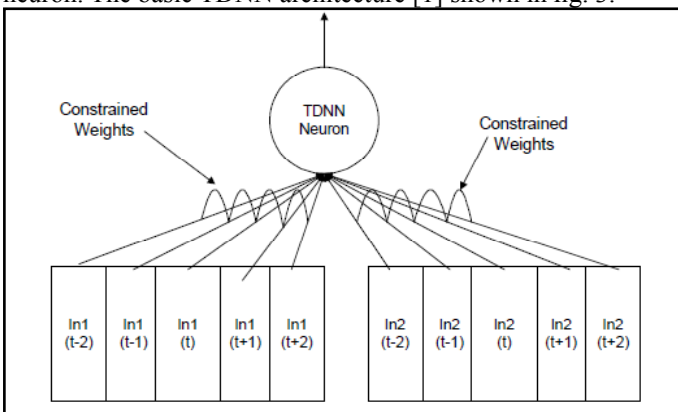 neuron. The basic TDNN architecture [1] shown in fig. 3.
Constrained
Weights
TDNN
Neuron
Constrained
Weights
In1 In1 In1 In1 In1 In2 In2 In2 In2 In2
(t-2) (t-1) (t) (t+1) (t+2) (t-2) (t-1) (t) (t+1) (t+2)